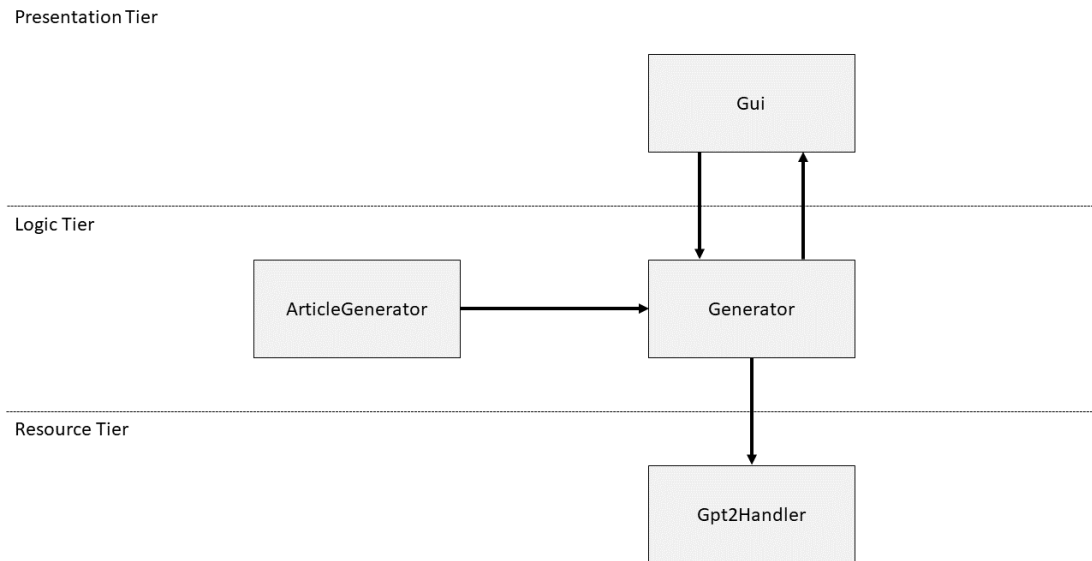 Presentation Tier
Gui
Logic Tier
ArticleGenerator
Generator
Resource Tier
Gpt2Handler